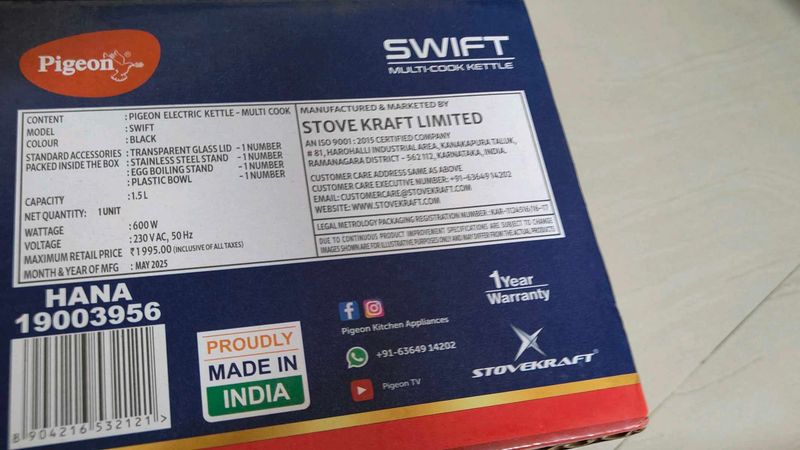 Pigeon
SWIFT
MULTI-COOK KETTLE
CONTENT : PIGEON ELECTRIC KETTLE - MULTI COOK
MODEL : SWIFT
COLOUR : BLACK
STANDARD ACCESSORIES : TRANSPARENT GLASS LID - 1 NUMBER
PACKED INSIDE THE BOX : STAINLESS STEEL STAND - 1 NUMBER
: EGG BOILING STAND - 1 NUMBER
: PLASTIC BOWL - 1 NUMBER
CAPACITY : 1.5 L
NET QUANTITY: 1 UNIT
WATTAGE : 600 W
VOLTAGE : 230 V AC, 50 Hz
MAXIMUM RETAIL PRICE : ₹1995.00 (INCLUSIVE OF ALL TAXES)
MONTH & YEAR OF MFG : MAY 2025
MANUFACTURED & MARKETED BY
STOVE KRAFT LIMITED
AN ISO 9001 : 2015 CERTIFIED COMPANY
# 81, HAROHALLI INDUSTRIAL AREA, KANAKAPURA TALUK,
RAMANAGARA DISTRICT - 562 112, KARNATAKA, INDIA.
CUSTOMER CARE ADDRESS SAME AS ABOVE.
CUSTOMER CARE EXECUTIVE NUMBER: +91-63649 14202
EMAIL: CUSTOMERCARE@STOVEKRAFT.COM
WEBSITE: WWW.STOVEKRAFT.COM
LEGAL METROLOGY PACKAGING REGISTRATION NUMBER : KAR-1124516/16-17
DUE TO CONTINUOUS PRODUCT IMPROVEMENT SPECIFICATIONS ARE SUBJECT TO CHANGE
IMAGES SHOWN ARE FOR ILLUSTRATIVE PURPOSES ONLY AND MAY DIFFER FROM THE ACTUAL PRODUCTS
HANA
19003956
8 904216 532121 >
PROUDLY
MADE IN
INDIA
Pigeon Kitchen Appliances
+91-63649 14202
Pigeon TV
1 Year
Warranty
STOVEKRAFT